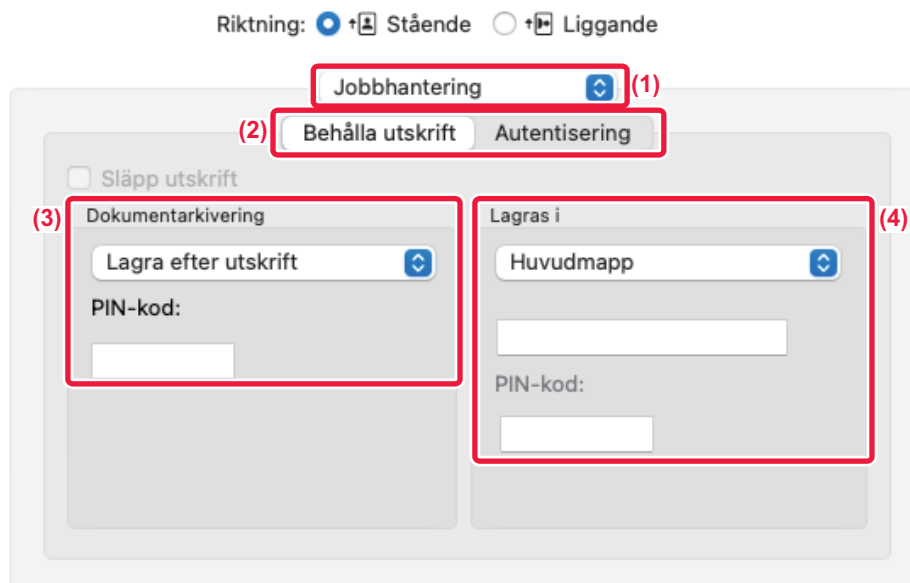 Riktning: Stående Liggande
Jobbhantering (1)
(2) Behålla utskrift Autentisering
Släpp utskrift
(3) Dokumentarkivering
Lagra efter utskrift
PIN-kod:
Lagras i (4)
Huvudmapp
PIN-kod: